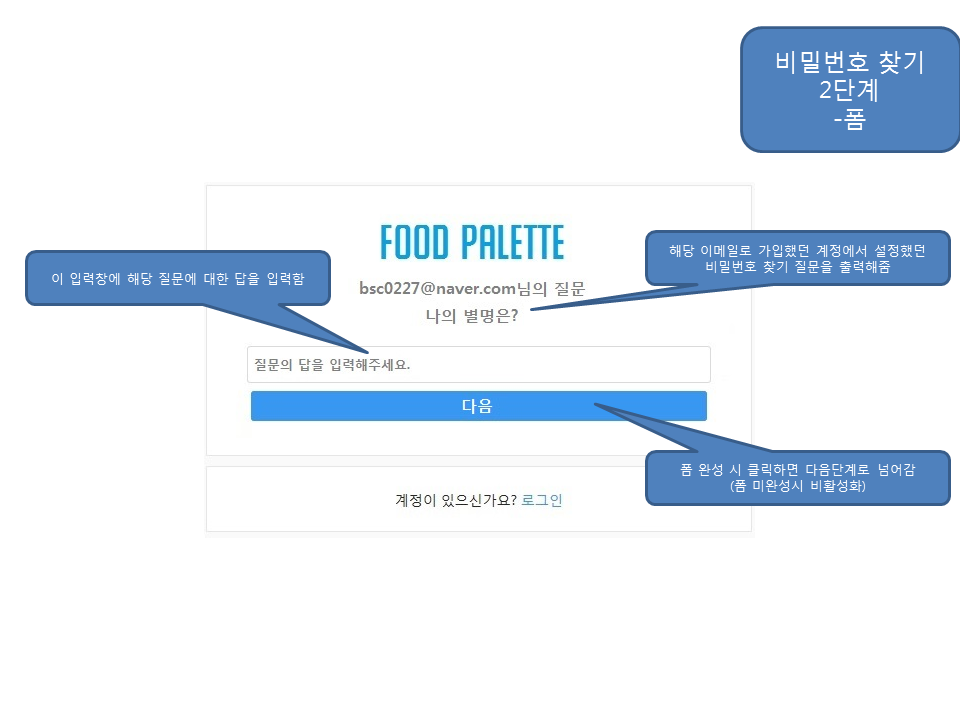 비밀번호 찾기
2단계
-폼
FOOD PALETTE
해당 이메일로 가입했던 계정에서 설정했던
비밀번호 찾기 질문을 출력해줌
이 입력창에 해당 질문에 대한 답을 입력함
bsc0227@naver.com님의 질문
나의 별명은?
질문의 답을 입력해주세요.
다음
폼 완성 시 클릭하면 다음단계로 넘어감
(폼 미완성시 비활성화)
계정이 있으신가요? 로그인